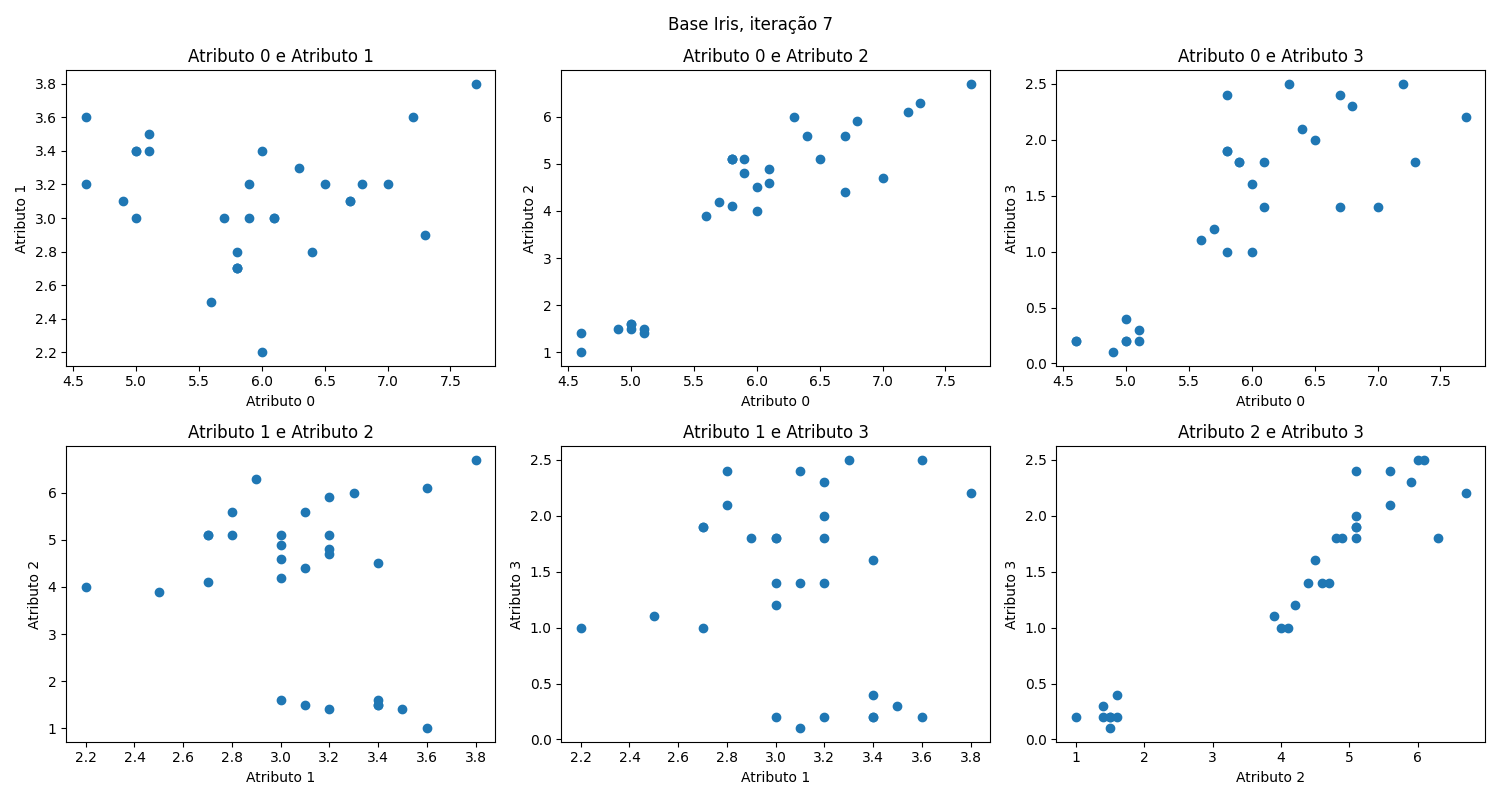 Base Iris, iteração 7
Atributo 0 e Atributo 1
Atributo 1
3.8
3.6
3.4
3.2
3.0
2.8
2.6
2.4
2.2
4.5 5.0 5.5 6.0 6.5 7.0 7.5
Atributo 0
Atributo 0 e Atributo 2
Atributo 2
6
5
4
3
2
1
4.5 5.0 5.5 6.0 6.5 7.0 7.5
Atributo 0
Atributo 0 e Atributo 3
Atributo 3
2.5
2.0
1.5
1.0
0.5
0.0
4.5 5.0 5.5 6.0 6.5 7.0 7.5
Atributo 0
Atributo 1 e Atributo 2
Atributo 2
6
5
4
3
2
1
2.2 2.4 2.6 2.8 3.0 3.2 3.4 3.6 3.8
Atributo 1
Atributo 1 e Atributo 3
Atributo 3
2.5
2.0
1.5
1.0
0.5
0.0
2.2 2.4 2.6 2.8 3.0 3.2 3.4 3.6 3.8
Atributo 1
Atributo 2 e Atributo 3
Atributo 3
2.5
2.0
1.5
1.0
0.5
0.0
1 2 3 4 5 6
Atributo 2